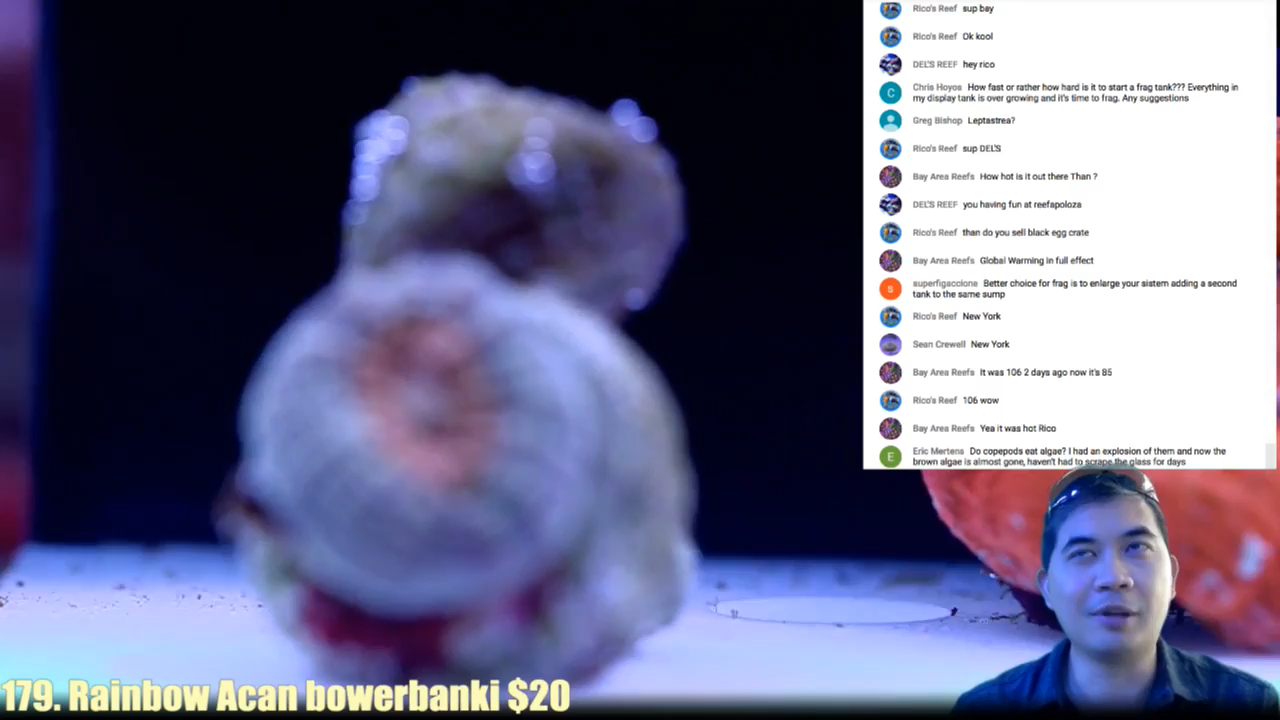 Rico's Reef sup bay
Rico's Reef Ok kool
DEL'S REEF hey rico
C Chris Hoyos How fast or rather how hard is it to start a frag tank??? Everything in
my display tank is over growing and it's time to frag. Any suggestions
Greg Bishop Leptastrea?
Rico's Reef sup DEL'S
Bay Area Reefs How hot is it out there Than ?
DEL'S REEF you having fun at reefapoloza
Rico's Reef than do you sell black egg crate
Bay Area Reefs Global Warming in full effect
S superfigaccione Better choice for frag is to enlarge your sistem adding a second
tank to the same sump
Rico's Reef New York
Sean Crewell New York
Bay Area Reefs It was 106 2 days ago now it's 85
Rico's Reef 106 wow
Bay Area Reefs Yea it was hot Rico
E Eric Mertens Do copepods eat algae? I had an explosion of them and now the
brown algae is almost gone, haven't had to scrape the glass for days
179. Rainbow Acan bowerbanki $20